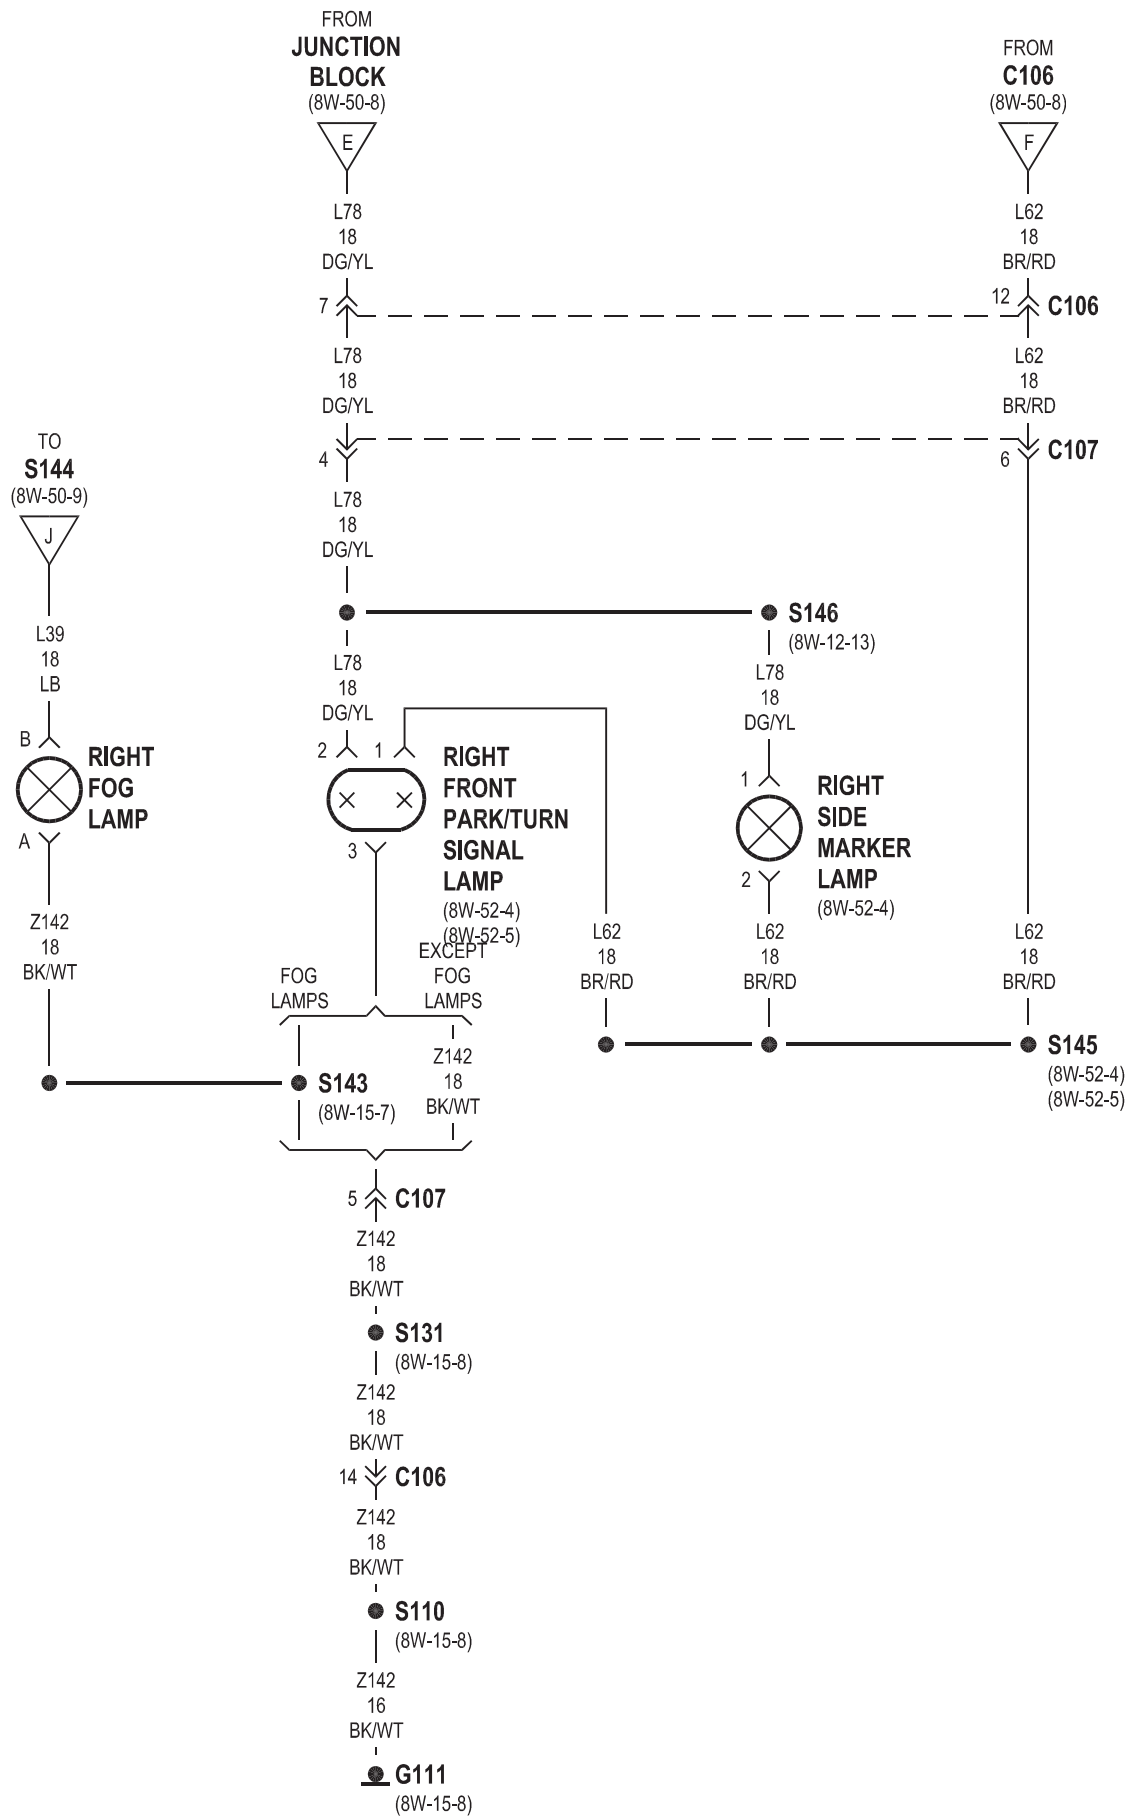 FROM
JUNCTION
BLOCK
(8W-50-8)
E
FROM
C106
(8W-50-8)
F
L78
18
DG/YL
L62
18
BR/RD
7
12
C106
L78
18
DG/YL
L62
18
BR/RD
4
6
C107
TO
S144
(8W-50-9)
J
L78
18
DG/YL
S146
(8W-12-13)
L39
18
LB
L78
18
DG/YL
L78
18
DG/YL
B
RIGHT
FOG
LAMP
A
2
1
3
RIGHT
FRONT
PARK/TURN
SIGNAL
LAMP
(8W-52-4)
(8W-52-5)
1
2
RIGHT
SIDE
MARKER
LAMP
(8W-52-4)
Z142
18
BK/WT
FOG
LAMPS
EXCEPT
FOG
LAMPS
L62
18
BR/RD
L62
18
BR/RD
L62
18
BR/RD
S145
(8W-52-4)
(8W-52-5)
S143
(8W-15-7)
Z142
18
BK/WT
5
C107
Z142
18
BK/WT
S131
(8W-15-8)
Z142
18
BK/WT
14
C106
Z142
18
BK/WT
S110
(8W-15-8)
Z142
16
BK/WT
G111
(8W-15-8)